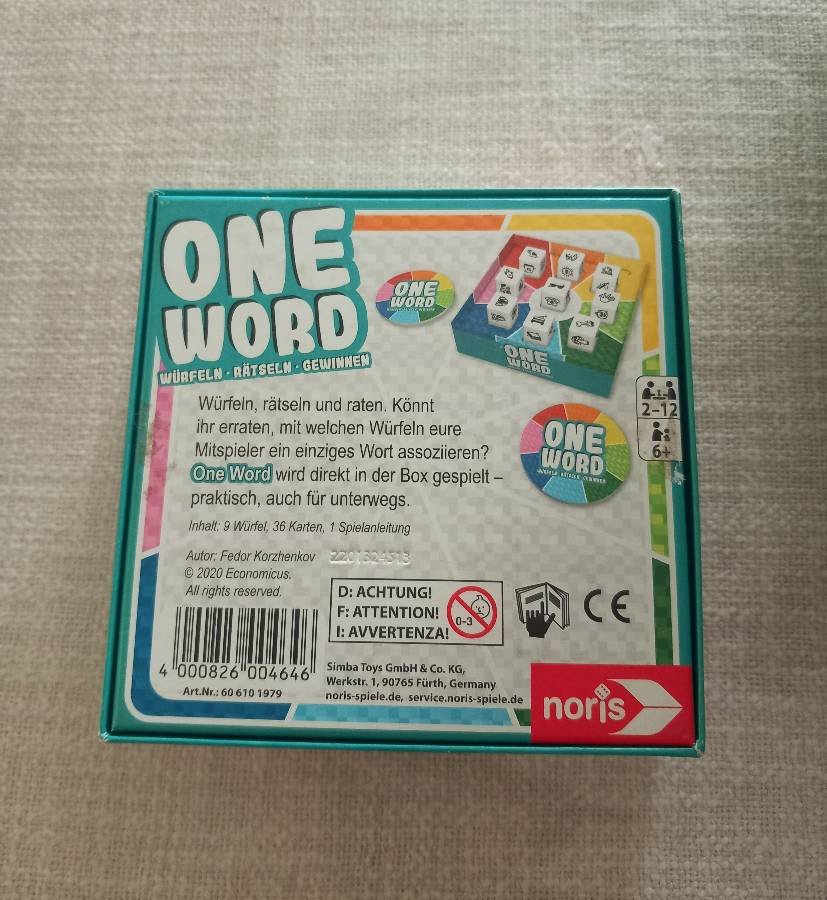 ONE
WORD
WÜRFELN · RÄTSELN · GEWINNEN
ONE
WORD
ONE
WORD
2-12
6+
Würfeln, rätseln und raten. Könnt
ihr erraten, mit welchen Würfeln eure
Mitspieler ein einziges Wort assoziieren?
One Word wird direkt in der Box gespielt –
praktisch, auch für unterwegs.
ONE
WORD
WÜRFELN · RÄTSELN · GEWINNEN
Inhalt: 9 Würfel, 36 Karten, 1 Spielanleitung
Autor: Fedor Korzhenkov
© 2020 Economicus.
All rights reserved.
D: ACHTUNG!
F: ATTENTION!
I: AVVERTENZA!
0-3
CE
4 000826 004646
Art.Nr.: 60 610 1979
Simba Toys GmbH & Co. KG,
Werkstr. 1, 90765 Fürth, Germany
noris-spiele.de, service.noris-spiele.de
noris